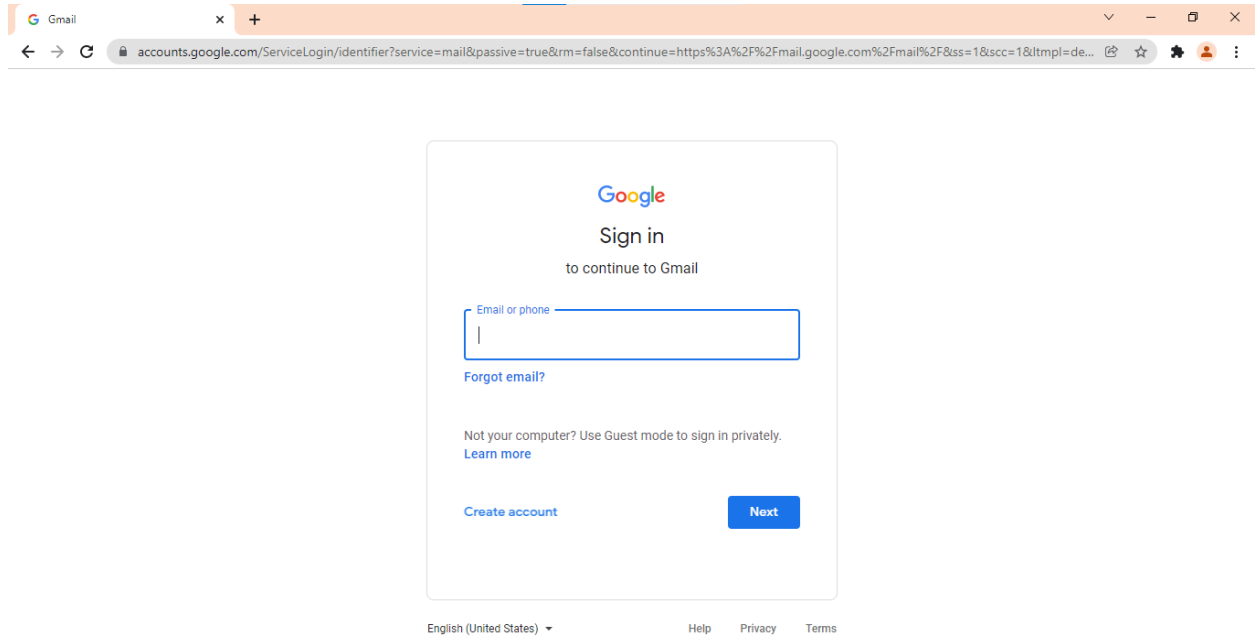 Gmail
accounts.google.com/ServiceLogin/identifier?service=mail&passive=true&rm=false&continue=https%3A%2F%2Fmail.google.com%2Fmail%2F&ss=1&scc=1&ltmpl=de...
Google
Sign in
to continue to Gmail
Email or phone
Forgot email?
Not your computer? Use Guest mode to sign in privately.
Learn more
Create account
Next
English (United States)
Help Privacy Terms